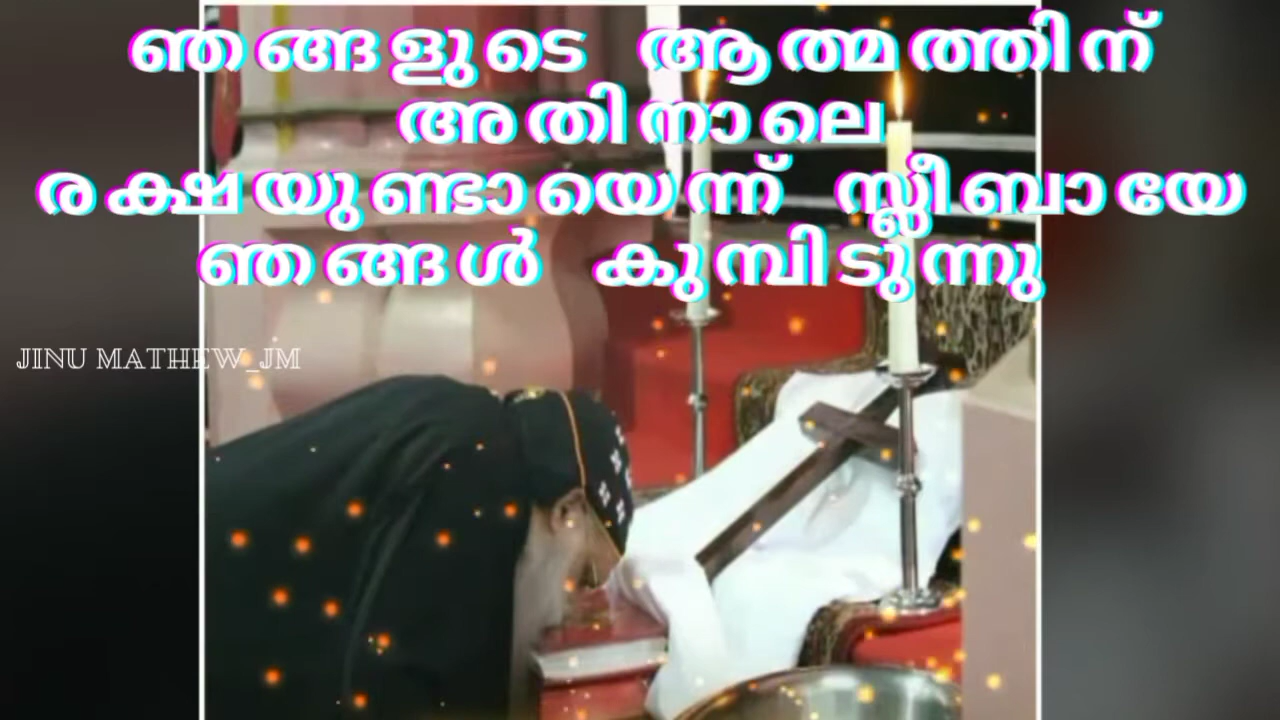 ഞങ്ങളുടെ ആത്മത്തിന്
അതിനാലെ
രക്ഷയുണ്ടായെന്ന് സ്ലീബായേ
ഞങ്ങൾ കുമ്പിടുന്നു
JINU MATHEW_JM